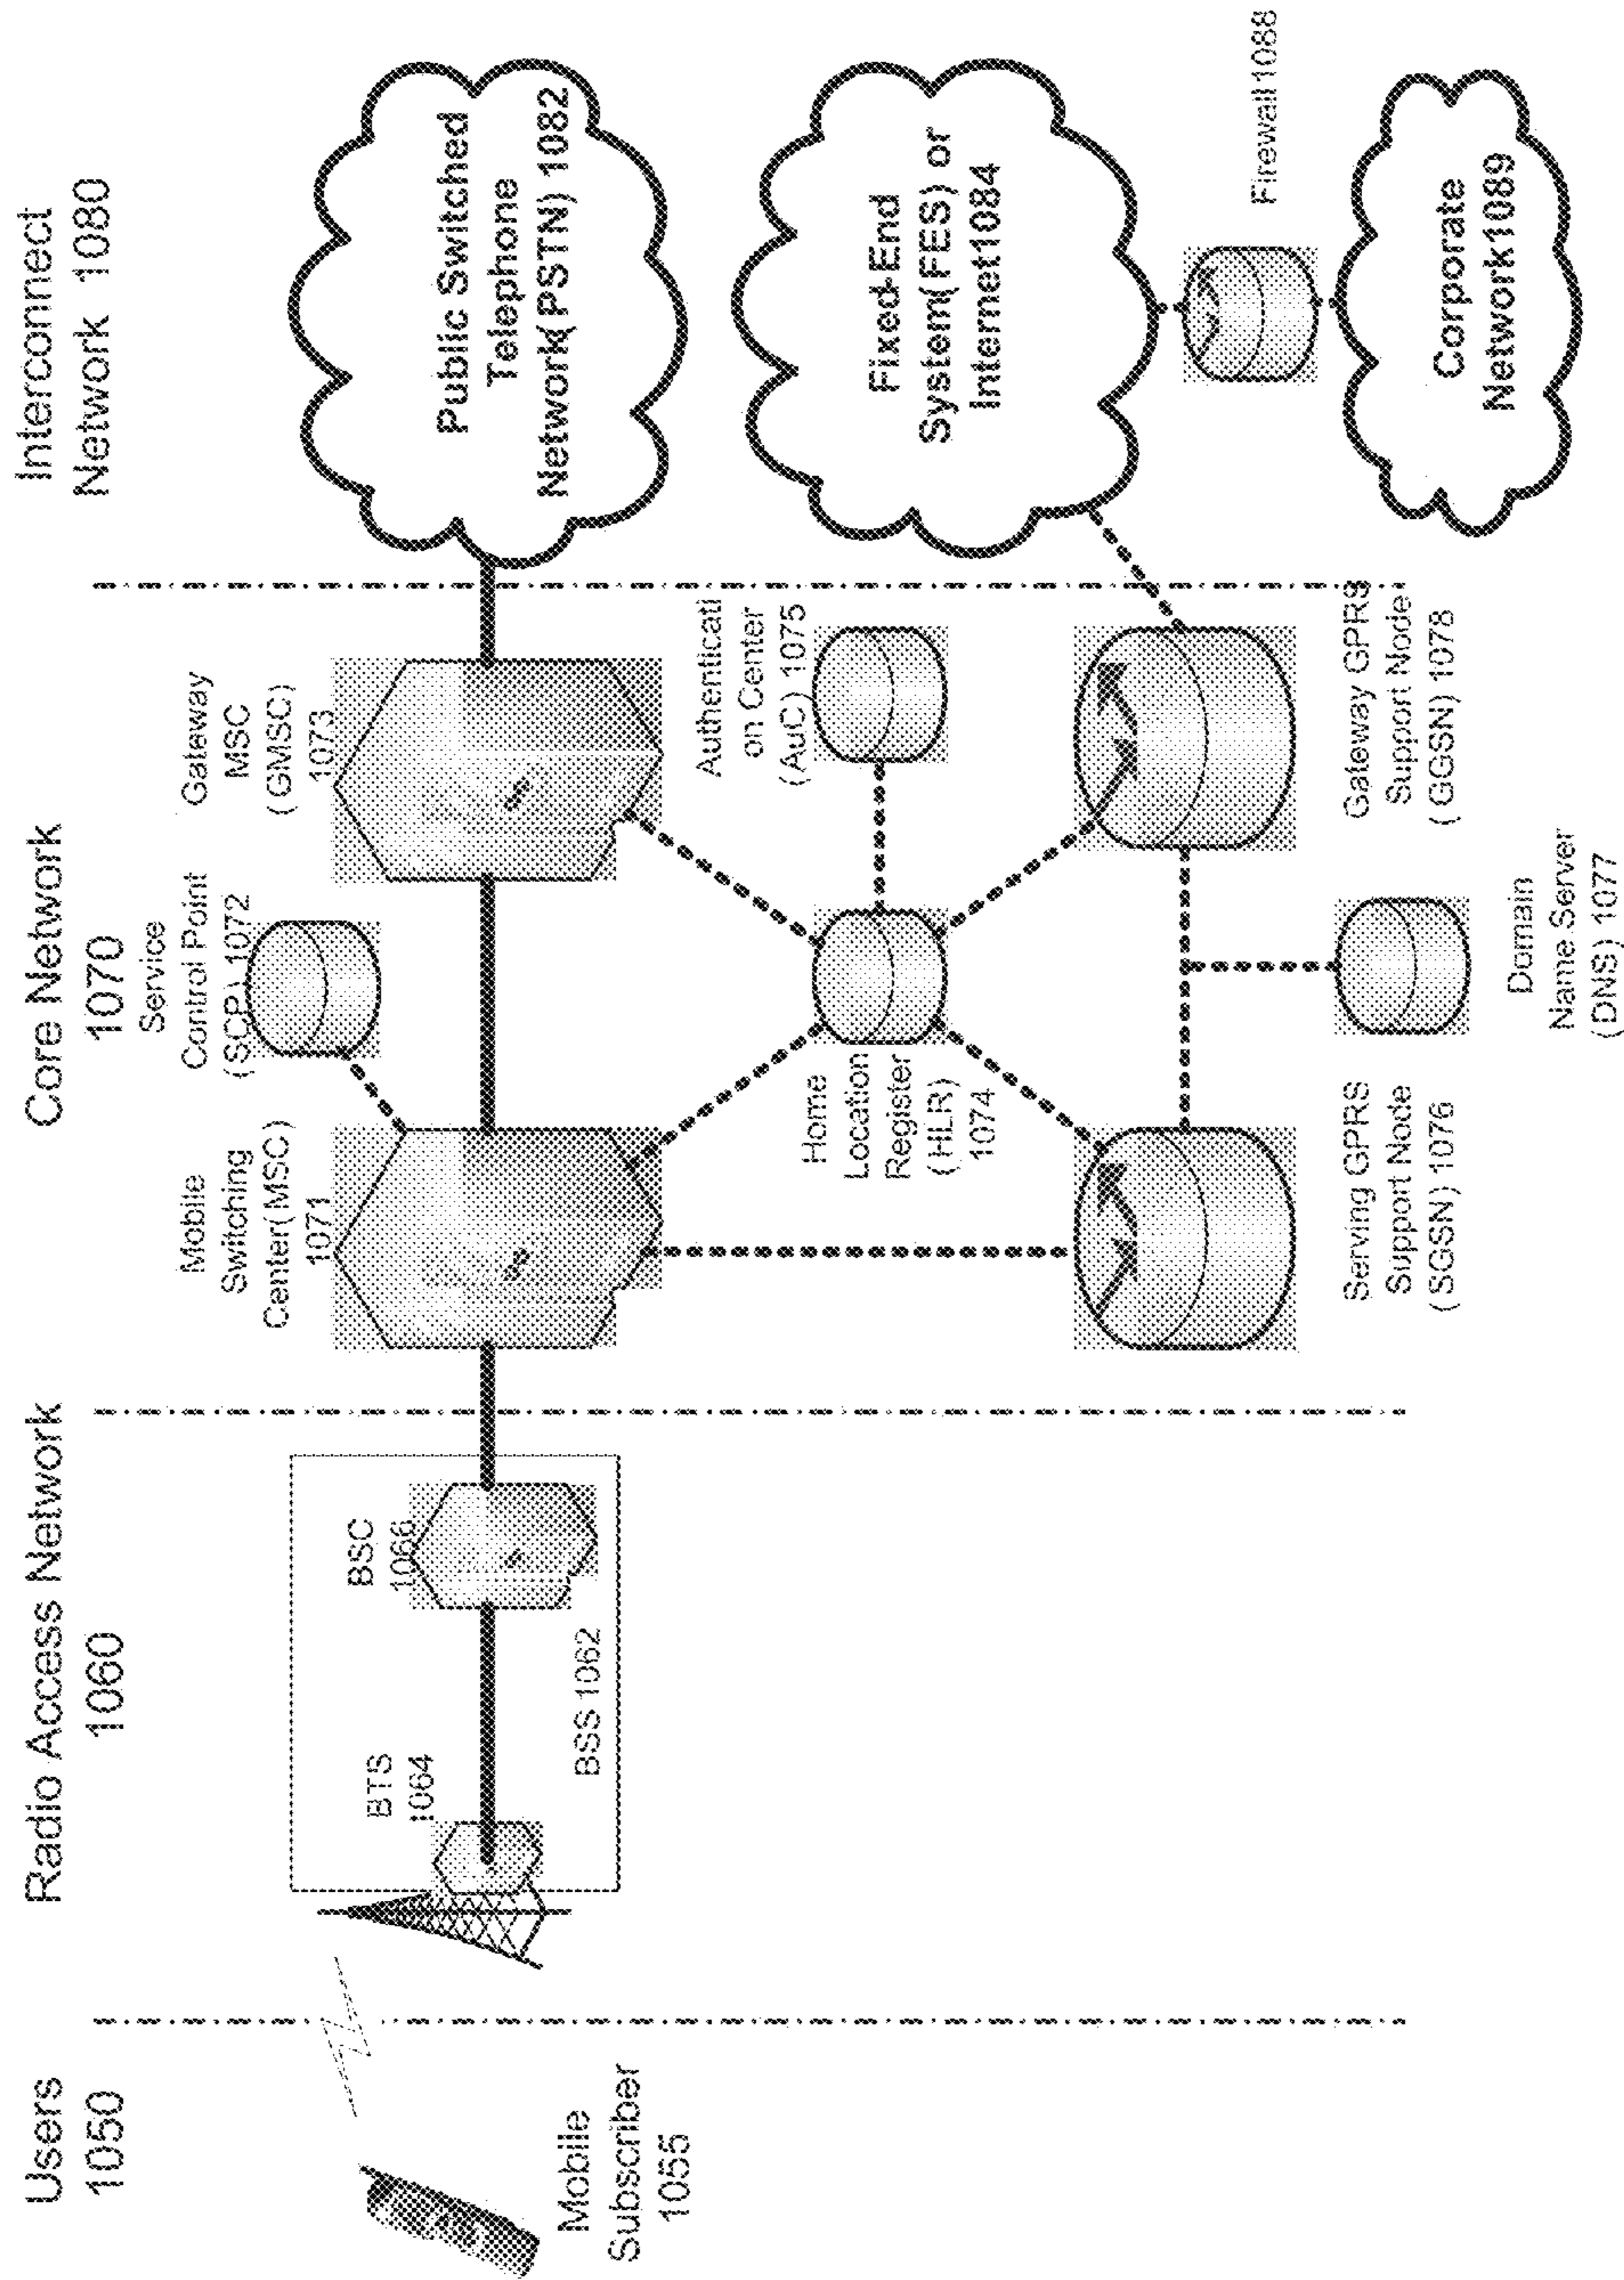 Users
1050
Radio Access Network
1060
Core Network
1070
Interconnect
Network 1080
Mobile
Subscriber
1055
BTS
1064
BSC
1066
BSS 1062
Mobile
Switching
Center(MSC)
1071
Service
Control Point
(SCP) 1072
Gateway
MSC
(GMSC)
1073
Home
Location
Register
(HLR)
1074
Authenticati
on Center
(AuC) 1075
Serving GPRS
Support Node
(SGSN) 1076
Domain
Name Server
(DNS) 1077
Gateway GPRS
Support Node
(GGSN) 1078
Public Switched
Telephone
Network(PSTN) 1082
Fixed-End
System(FES) or
Internet1084
Firewall 1088
Corporate
Network1089